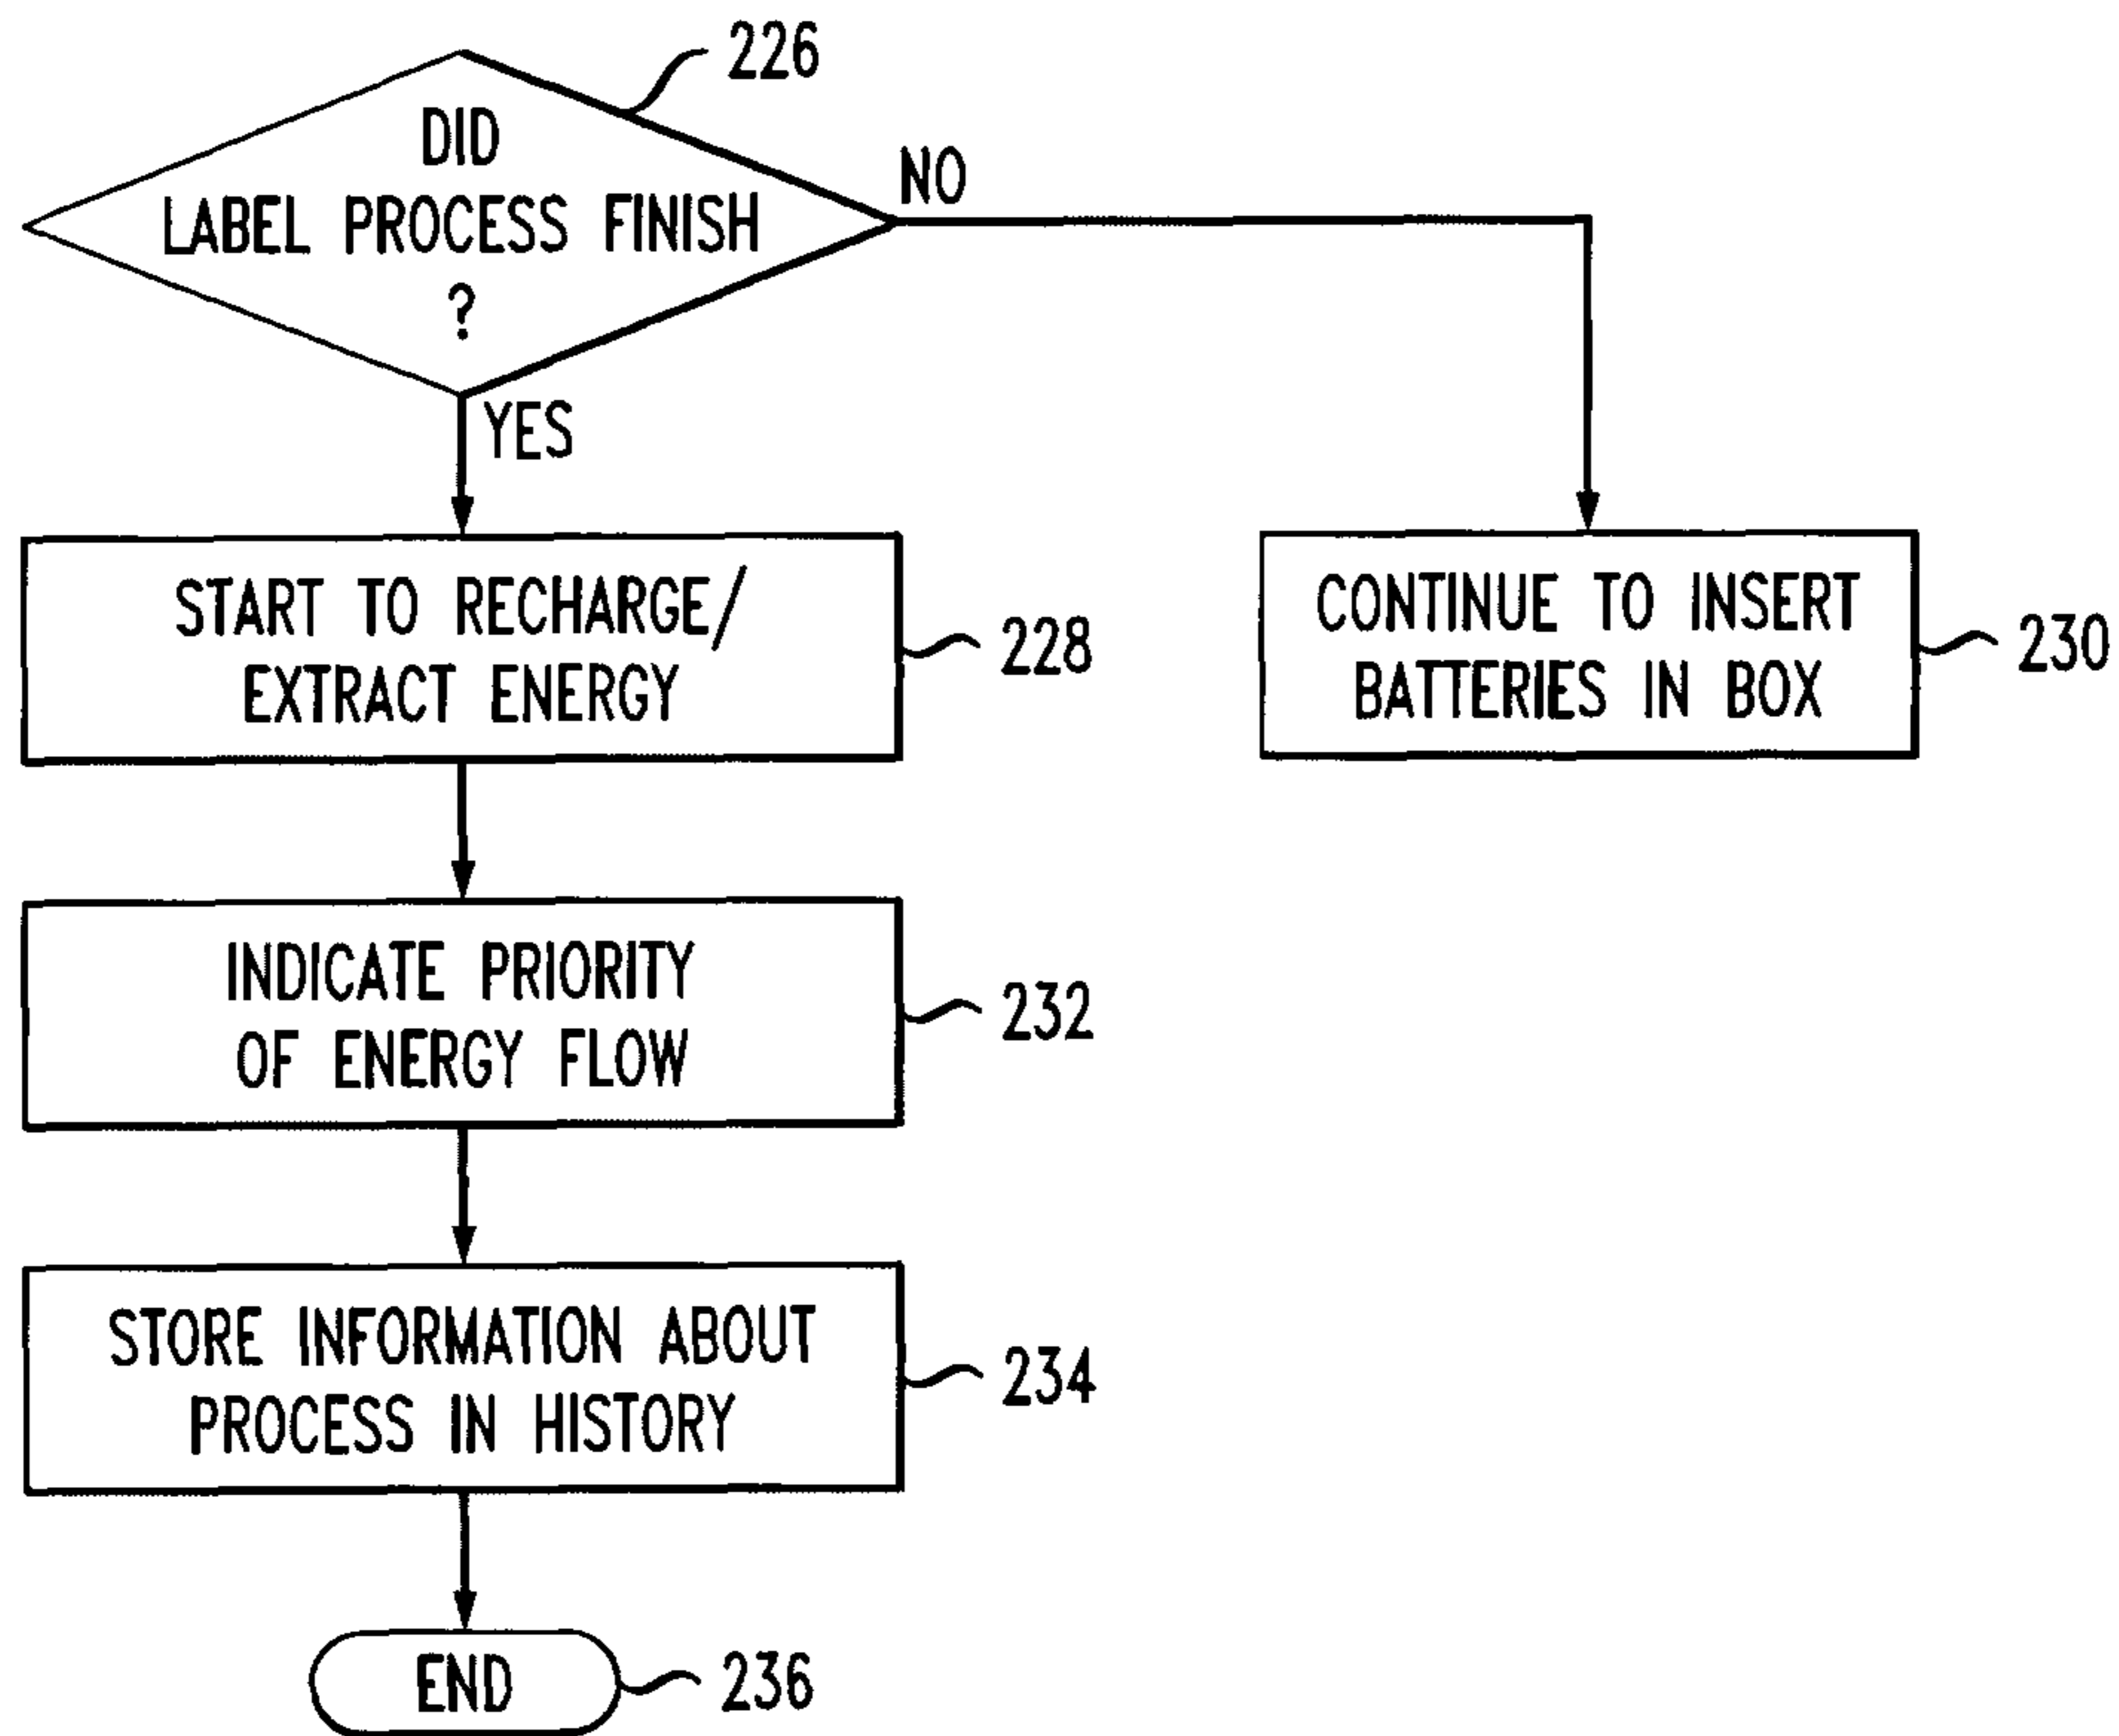 226
DID
LABEL PROCESS FINISH
?
NO
YES
START TO RECHARGE/
EXTRACT ENERGY
228
CONTINUE TO INSERT
BATTERIES IN BOX
230
INDICATE PRIORITY
OF ENERGY FLOW
232
STORE INFORMATION ABOUT
PROCESS IN HISTORY
234
END
236